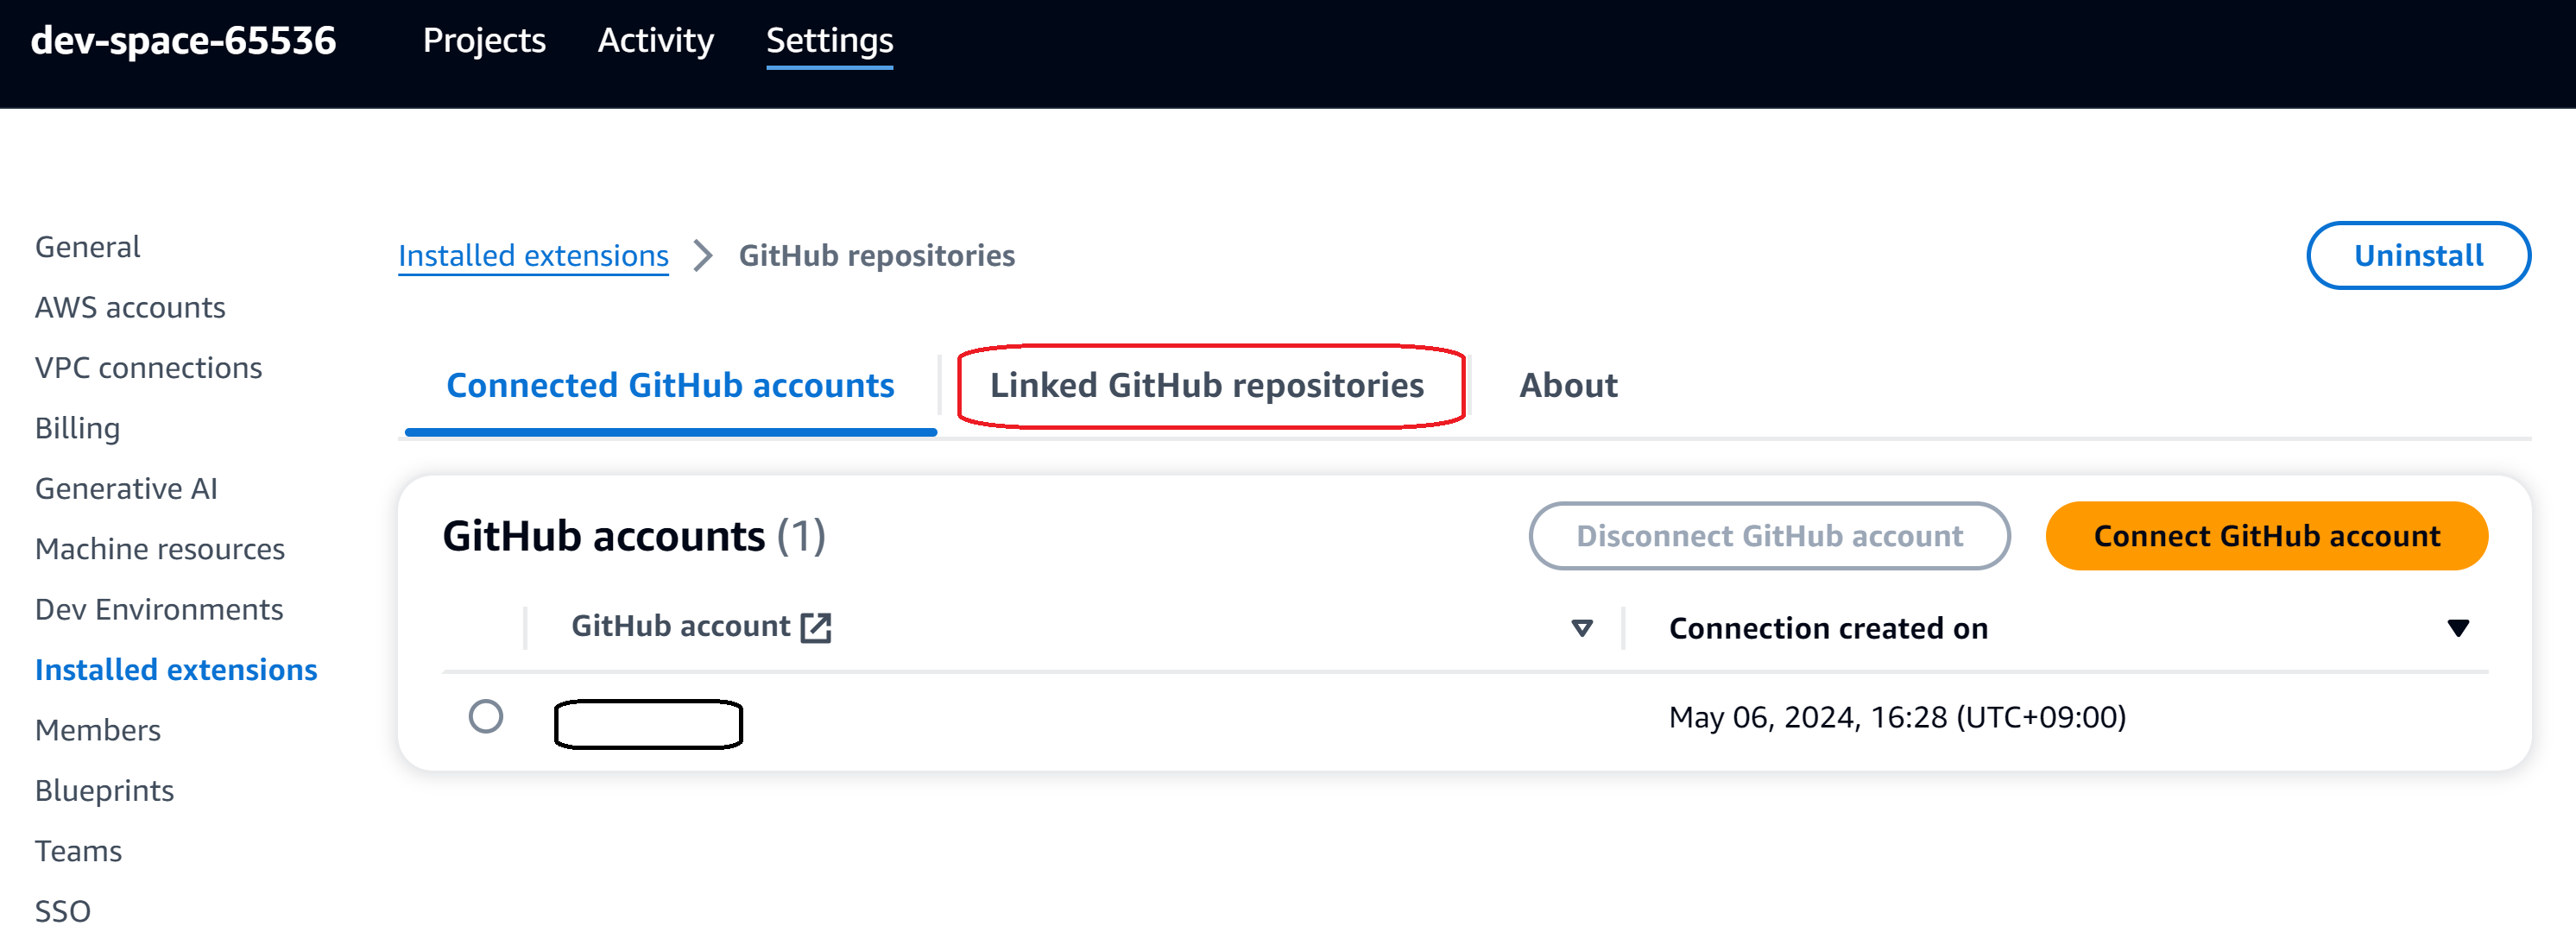 dev-space-65536 Projects Activity Settings
General
AWS accounts
VPC connections
Billing
Generative AI
Machine resources
Dev Environments
Installed extensions
Members
Blueprints
Teams
SSO
Installed extensions GitHub repositories
Uninstall
Connected GitHub accounts Linked GitHub repositories About
GitHub accounts (1)
Disconnect GitHub account Connect GitHub account
GitHub account Connection created on
May 06, 2024, 16:28 (UTC+09:00)